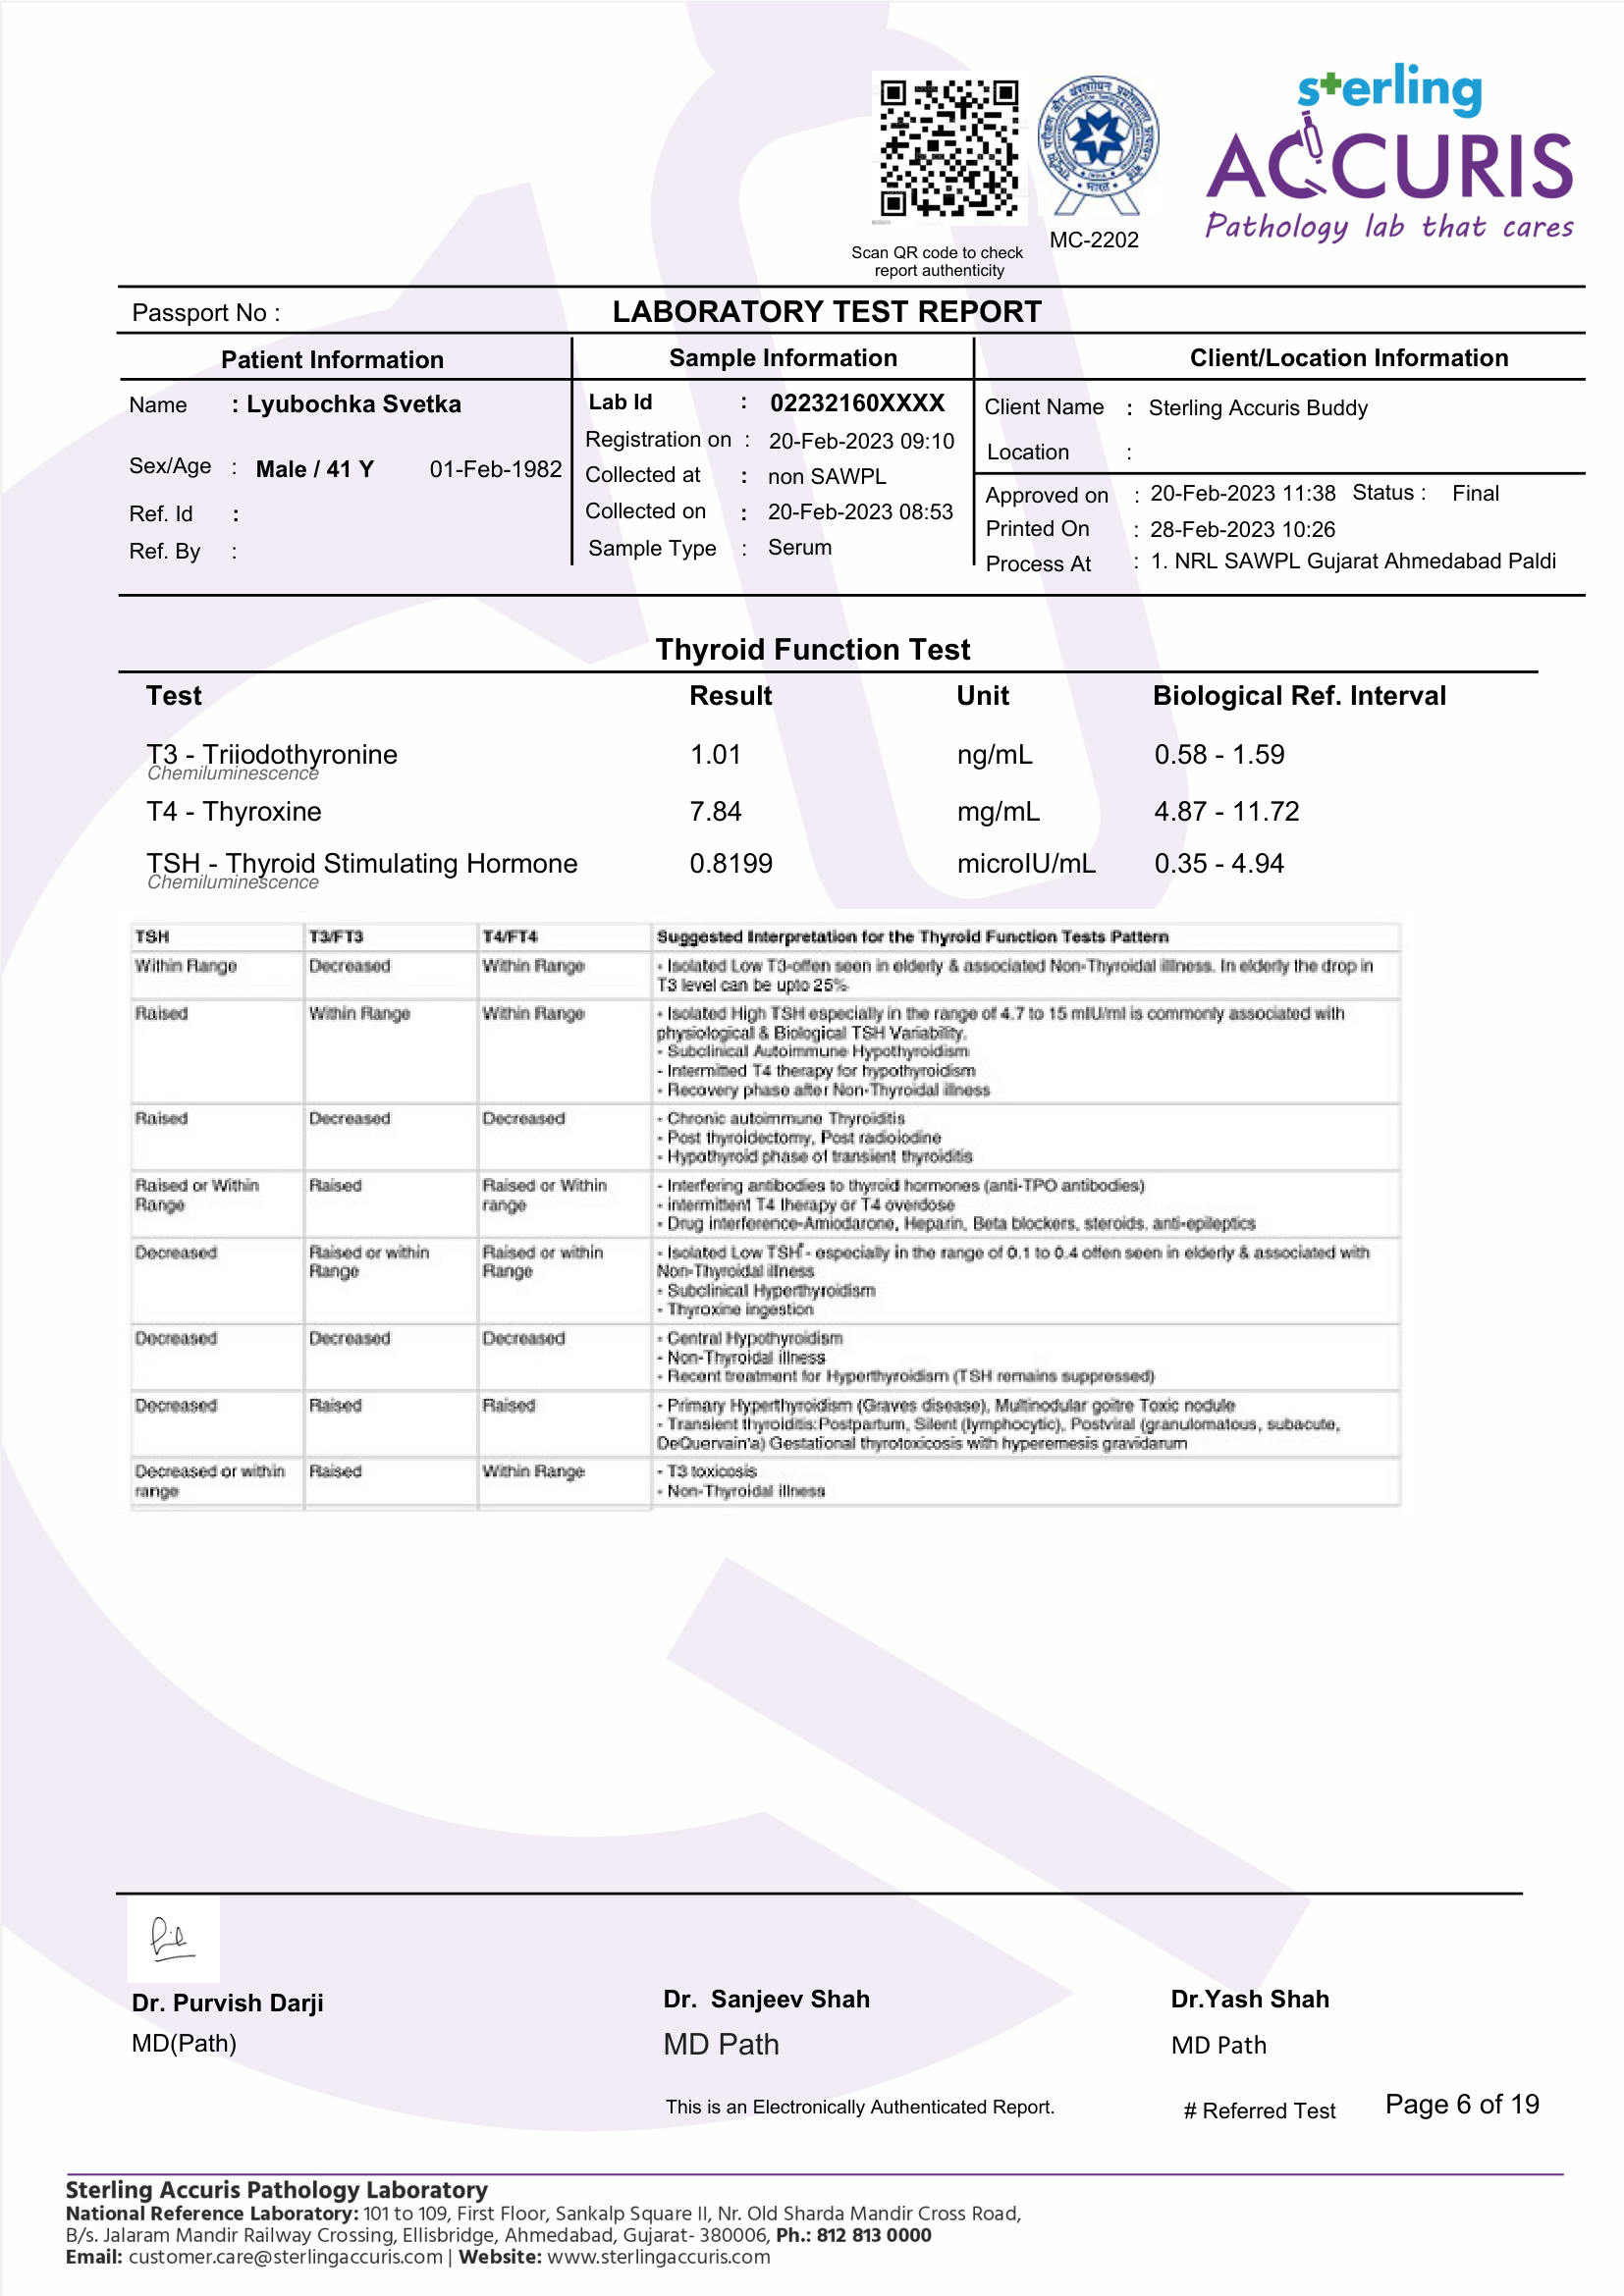 sterling
ACCURIS
Pathology lab that cares
Scan QR code to check
report authenticity
MC-2202
Passport No :
LABORATORY TEST REPORT
Patient Information
Sample Information
Client/Location Information
Name : Lyubochka Svetka
Sex/Age : Male / 41 Y 01-Feb-1982
Ref. Id :
Ref. By :
Lab Id : 02232160XXXX
Registration on : 20-Feb-2023 09:10
Collected at : non SAWPL
Collected on : 20-Feb-2023 08:53
Sample Type : Serum
Client Name : Sterling Accuris Buddy
Location :
Approved on : 20-Feb-2023 11:38 Status : Final
Printed On : 28-Feb-2023 10:26
Process At : 1. NRL SAWPL Gujarat Ahmedabad Paldi
Thyroid Function Test
Test Result Unit Biological Ref. Interval
T3 - Triiodothyronine 1.01 ng/mL 0.58 - 1.59
Chemiluminescence
T4 - Thyroxine 7.84 mg/mL 4.87 - 11.72
TSH - Thyroid Stimulating Hormone 0.8199 microIU/mL 0.35 - 4.94
Chemiluminescence
TSH T3/FT3 T4/FT4 Suggested Interpretation for the Thyroid Function Tests Pattern
Within Range Decreased Within Range - Isolated Low T3-often seen in elderly & associated Non-Thyroidal illness. In elderly the drop in
T3 level can be upto 25%
Raised Within Range Within Range - Isolated High TSH especially in the range of 4.7 to 15 mIU/ml is commonly associated with
physiological & Biological TSH Variability.
- Subclinical Autoimmune Hypothyroidism
- Intermitted T4 therapy for hypothyroidism
- Recovery phase after Non-Thyroidal illness
Raised Decreased Decreased - Chronic autoimmune Thyroiditis
- Post thyroidectomy, Post radioiodine
- Hypothyroid phase of transient thyroiditis
Raised or Within Raised Raised or Within - Interfering antibodies to thyroid hormones (anti-TPO antibodies)
Range range - intermittent T4 therapy or T4 overdose
- Drug interference-Amiodarone, Heparin, Beta blockers, steroids, anti-epileptics
Decreased Raised or within Raised or within - Isolated Low TSH - especially in the range of 0.1 to 0.4 often seen in elderly & associated with
Range Range Non-Thyroidal illness
- Subclinical Hyperthyroidism
- Thyroxine ingestion
Decreased Decreased Decreased - Central Hypothyroidism
- Non-Thyroidal illness
- Recent treatment for Hyperthyroidism (TSH remains suppressed)
Decreased Raised Raised - Primary Hyperthyroidism (Graves disease), Multinodular goitre Toxic nodule
- Transient thyroiditis:Postpartum, Silent (lymphocytic), Postviral (granulomatous, subacute,
DeQuervain'a) Gestational thyrotoxicosis with hyperemesis gravidarum
Decreased or within Raised Within Range - T3 toxicosis
range - Non-Thyroidal illness
Dr. Purvish Darji
MD(Path)
Dr. Sanjeev Shah
MD Path
Dr.Yash Shah
MD Path
This is an Electronically Authenticated Report.
# Referred Test
Page 6 of 19
Sterling Accuris Pathology Laboratory
National Reference Laboratory: 101 to 109, First Floor, Sankalp Square II, Nr. Old Sharda Mandir Cross Road,
B/s. Jalaram Mandir Railway Crossing, Ellisbridge, Ahmedabad, Gujarat- 380006, Ph.: 812 813 0000
Email: customer.care@sterlingaccuris.com | Website: www.sterlingaccuris.com